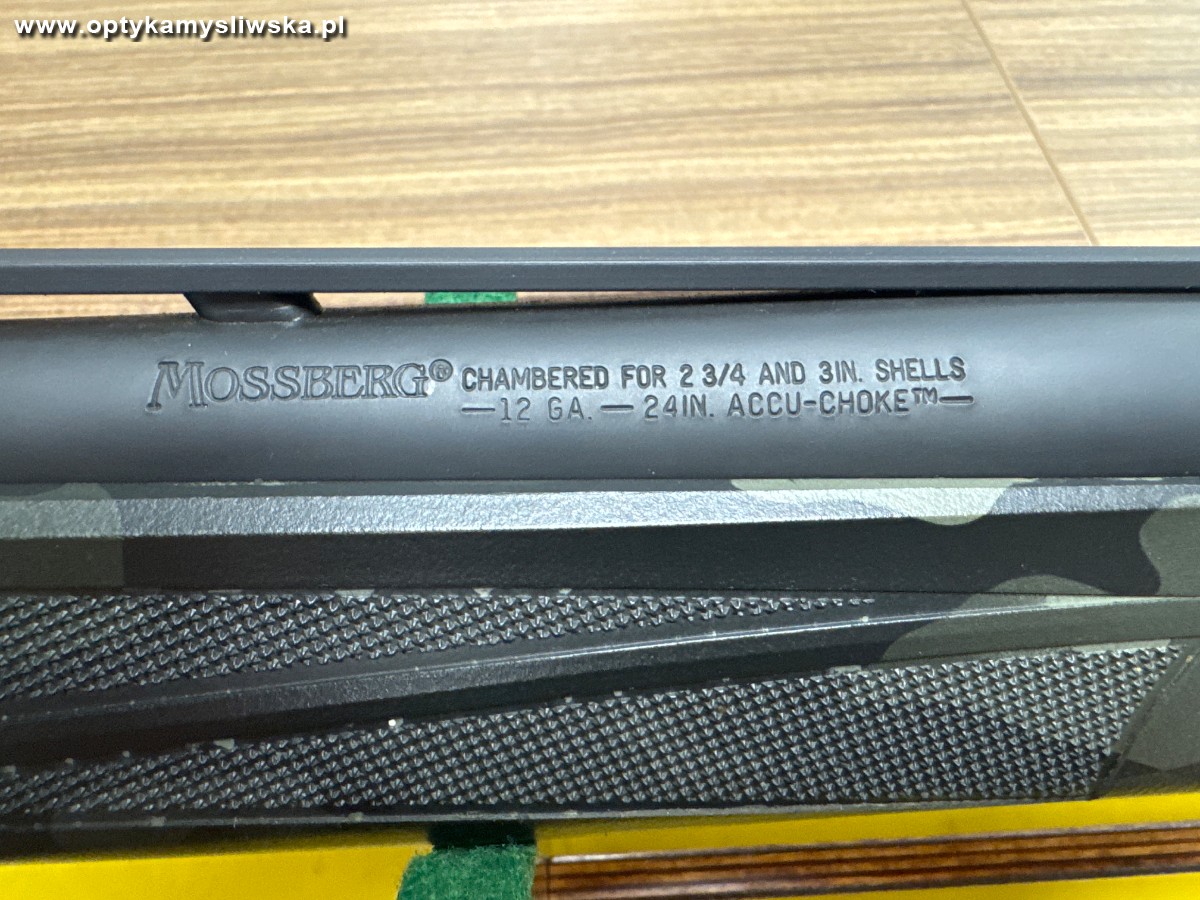 www.optykamysliwska.pl
MOSSBERG® CHAMBERED FOR 2 3/4 AND 3IN. SHELLS
—12 GA.—24IN. ACCU-CHOKE™—